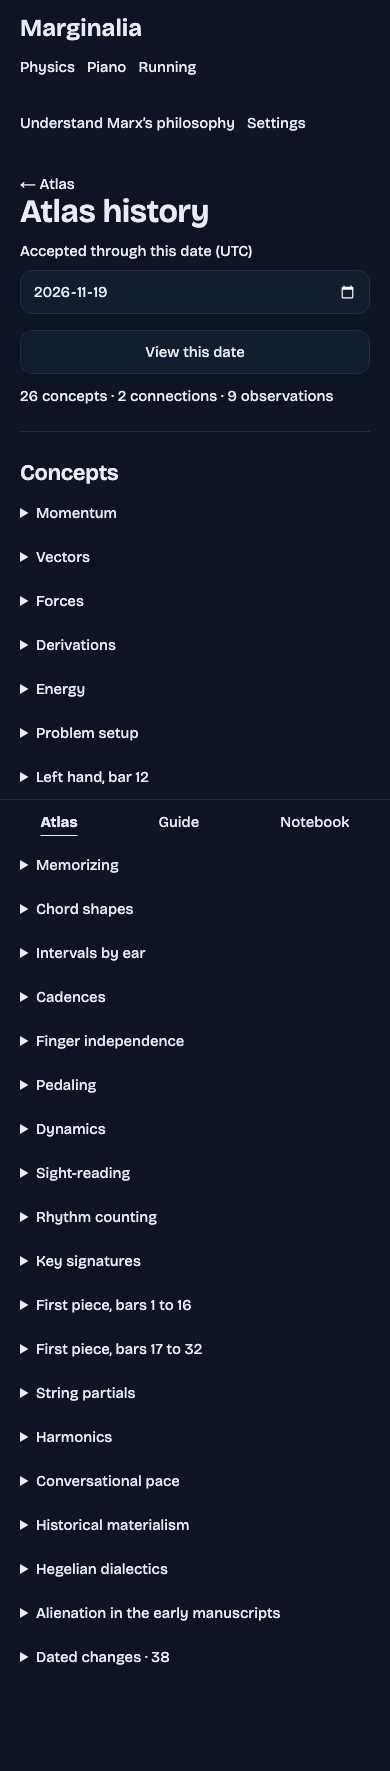 Marginalia
Physics Piano Running
Understand Marx's philosophy Settings
← Atlas
Atlas history
Accepted through this date (UTC)
2026-11-19
View this date
26 concepts · 2 connections · 9 observations
Concepts
▶ Momentum
▶ Vectors
▶ Forces
▶ Derivations
▶ Energy
▶ Problem setup
▶ Left hand, bar 12
Atlas Guide Notebook
▶ Memorizing
▶ Chord shapes
▶ Intervals by ear
▶ Cadences
▶ Finger independence
▶ Pedaling
▶ Dynamics
▶ Sight-reading
▶ Rhythm counting
▶ Key signatures
▶ First piece, bars 1 to 16
▶ First piece, bars 17 to 32
▶ String partials
▶ Harmonics
▶ Conversational pace
▶ Historical materialism
▶ Hegelian dialectics
▶ Alienation in the early manuscripts
▶ Dated changes · 38